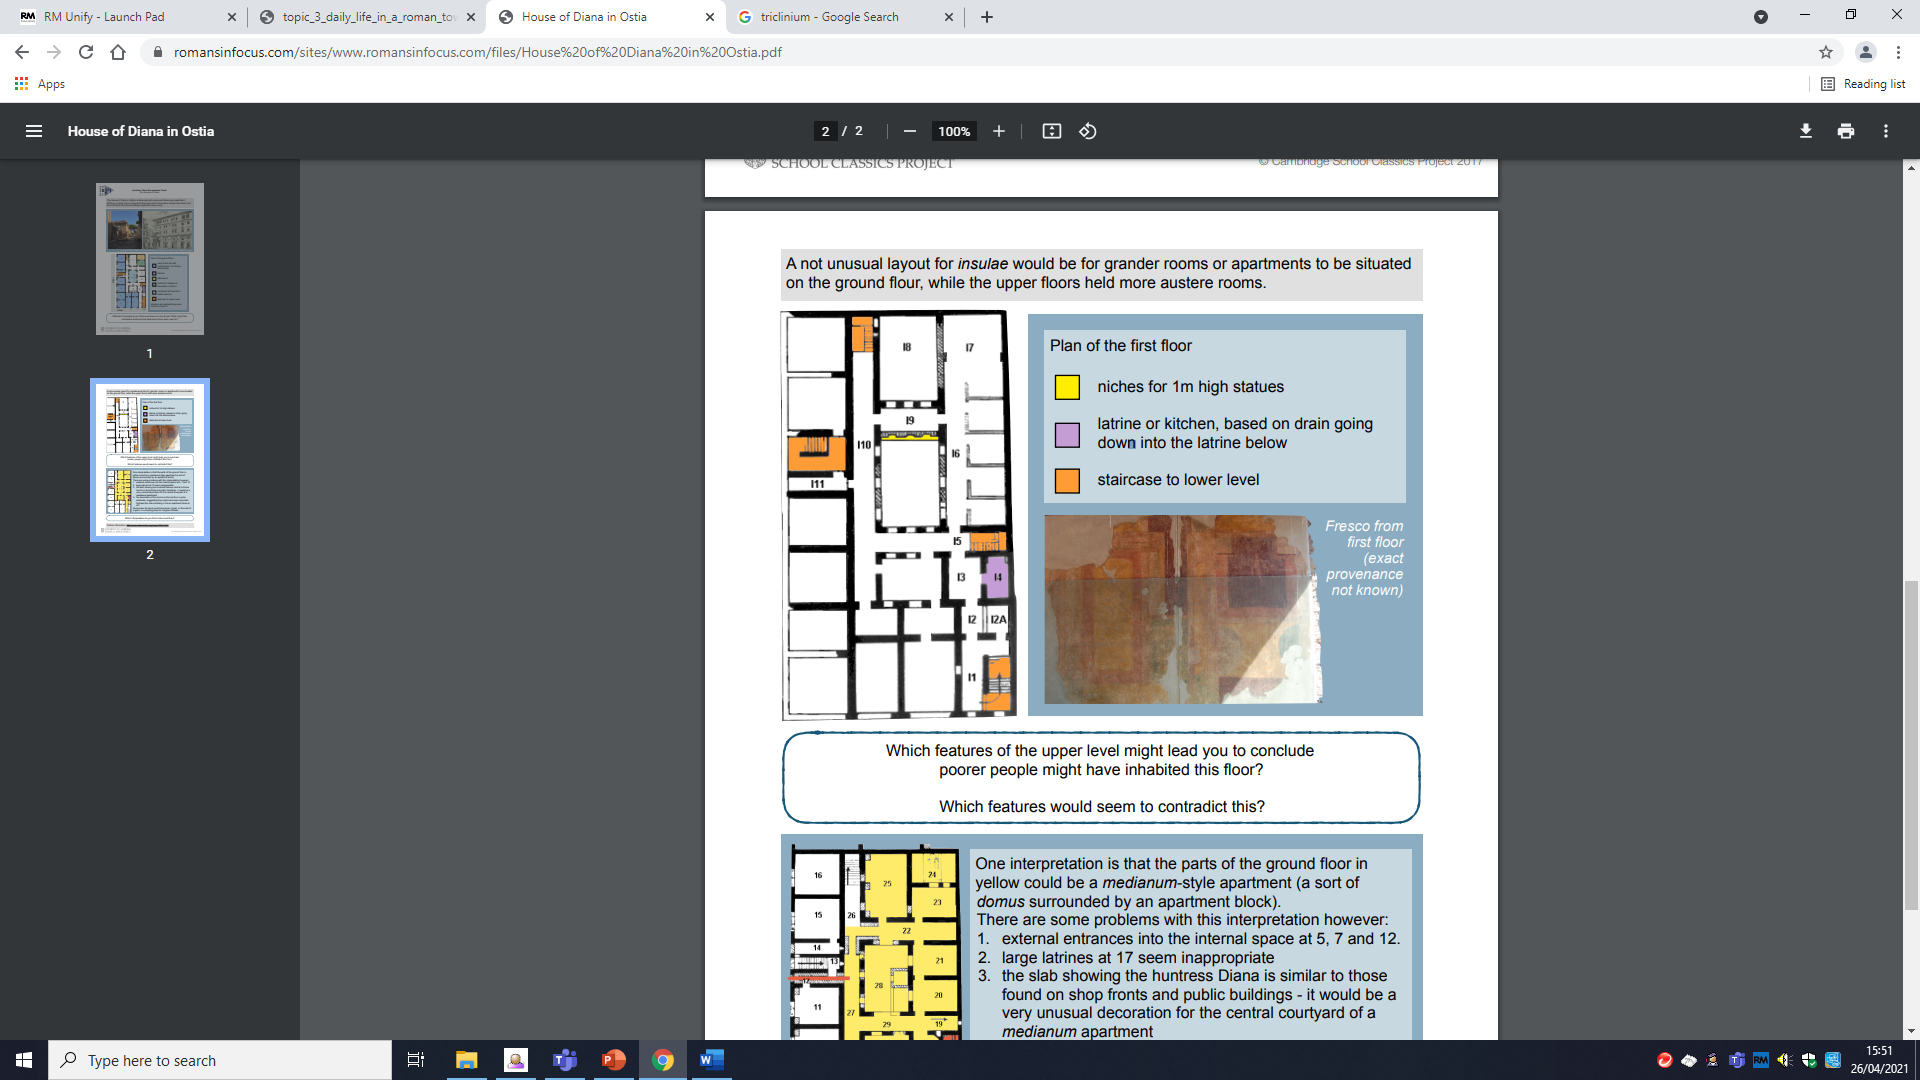 RM Unify - Launch Pad
topic_3_daily_life_in_a_roman_tow
House of Diana in Ostia
triclinium - Google Search
romansinfocus.com/sites/www.romansinfocus.com/files/House%20of%20Diana%20in%20Ostia.pdf
Apps
Reading list
House of Diana in Ostia
2 / 2
100%
SCHOOL CLASSICS PROJECT
© Cambridge School Classics Project 2017
1
2
A not unusual layout for insulae would be for grander rooms or apartments to be situated
on the ground flour, while the upper floors held more austere rooms.
I8
I7
I9
I10
I6
I11
I5
I3
I4
I2
I2A
I1
Plan of the first floor
niches for 1m high statues
latrine or kitchen, based on drain going
down into the latrine below
staircase to lower level
Fresco from
first floor
(exact
provenance
not known)
Which features of the upper level might lead you to conclude
poorer people might have inhabited this floor?
Which features would seem to contradict this?
16
25
24
23
15
26
22
14
13
21
12
28
20
11
27
29
19
One interpretation is that the parts of the ground floor in
yellow could be a medianum-style apartment (a sort of
domus surrounded by an apartment block).
There are some problems with this interpretation however:
1. external entrances into the internal space at 5, 7 and 12.
2. large latrines at 17 seem inappropriate
3. the slab showing the huntress Diana is similar to those
found on shop fronts and public buildings - it would be a
very unusual decoration for the central courtyard of a
medianum apartment
Type here to search
RM
15:51
26/04/2021